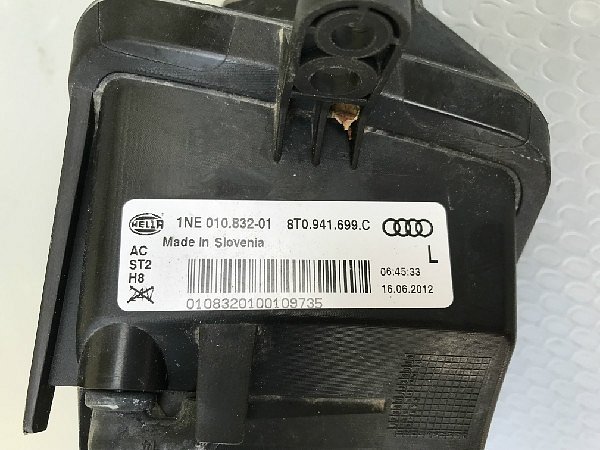 HELLA 1NE 010.832-01 8T0.941.699.C
Made in Slovenia
AC
ST2
H8
L
06:45:33
16.06.2012
0108320100109735